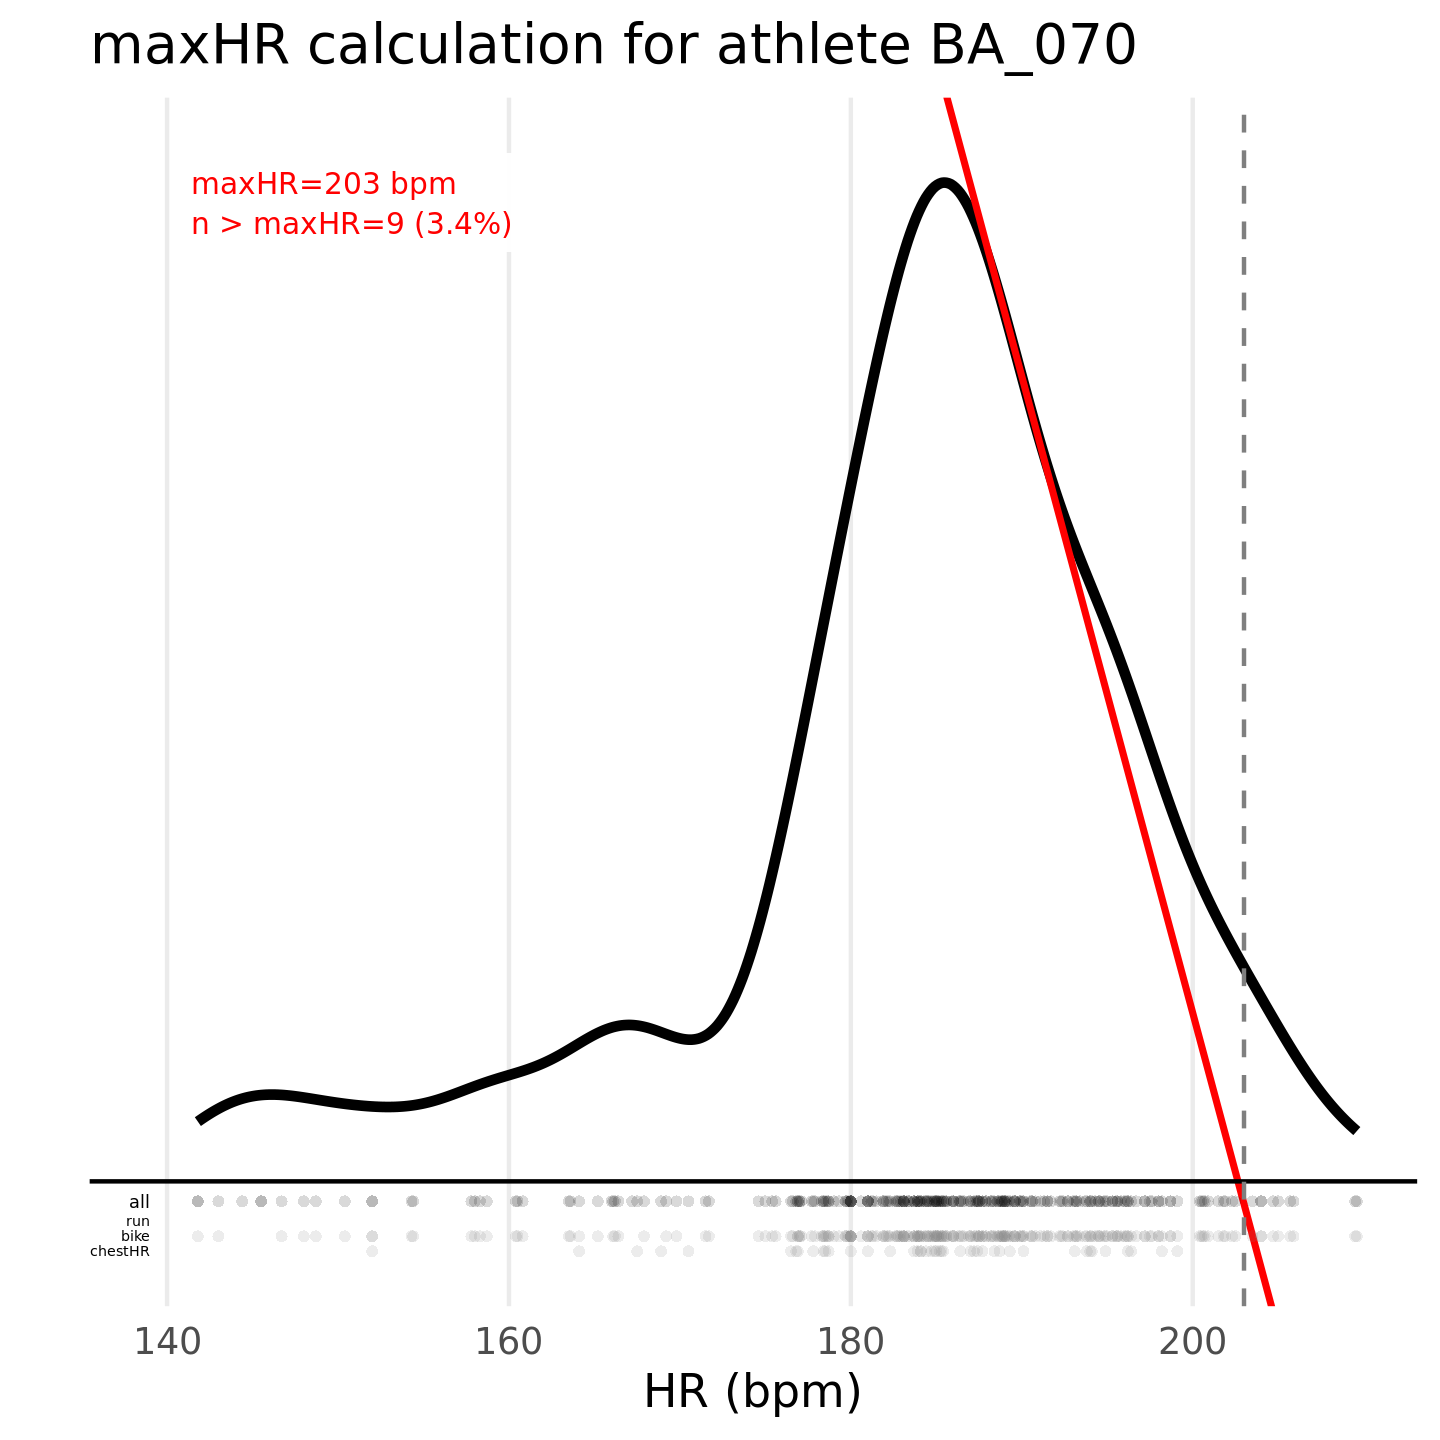 maxHR calculation for athlete BA_070
maxHR=203 bpm
n > maxHR=9 (3.4%)
all
run
bike
chestHR
140 160 180 200
HR (bpm)